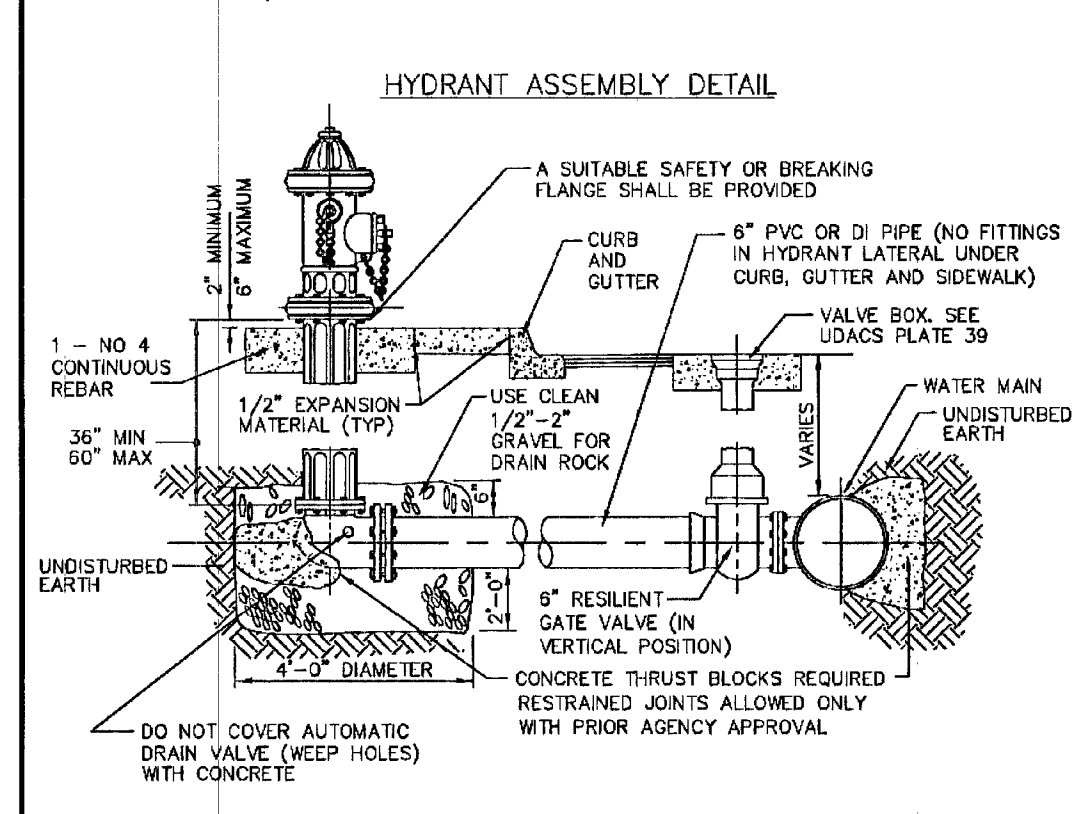 HYDRANT ASSEMBLY DETAIL
A SUITABLE SAFETY OR BREAKING
FLANGE SHALL BE PROVIDED
2" MINIMUM
6" MAXIMUM
CURB
AND
GUTTER
6" PVC OR DI PIPE (NO FITTINGS
IN HYDRANT LATERAL UNDER
CURB, GUTTER AND SIDEWALK)
VALVE BOX. SEE
UDACS PLATE 39
1 - NO 4
CONTINUOUS
REBAR
1/2" EXPANSION
MATERIAL (TYP)
USE CLEAN
1/2"-2"
GRAVEL FOR
DRAIN ROCK
WATER MAIN
UNDISTURBED
EARTH
VARIES
36" MIN
60" MAX
6"
UNDISTURBED
EARTH
2'-0"
6" RESILIENT
GATE VALVE (IN
VERTICAL POSITION)
4'-0" DIAMETER
CONCRETE THRUST BLOCKS REQUIRED
RESTRAINED JOINTS ALLOWED ONLY
WITH PRIOR AGENCY APPROVAL
DO NOT COVER AUTOMATIC
DRAIN VALVE (WEEP HOLES)
WITH CONCRETE